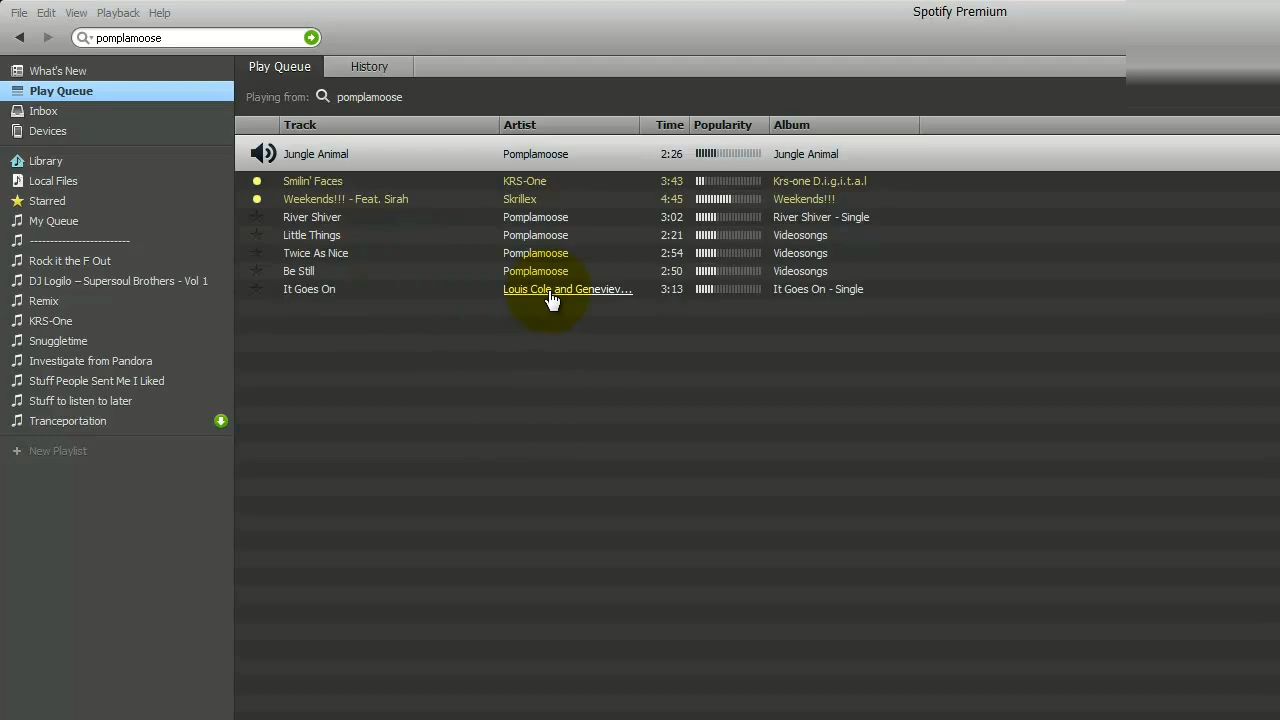 File Edit View Playback Help
Spotify Premium
pomplamoose
What's New
Play Queue
Inbox
Devices
Library
Local Files
Starred
My Queue
-------------------------
Rock it the F Out
DJ Logilo – Supersoul Brothers - Vol 1
Remix
KRS-One
Snuggletime
Investigate from Pandora
Stuff People Sent Me I Liked
Stuff to listen to later
Tranceportation
+ New Playlist
Play Queue History
Playing from: pomplamoose
Track Artist Time Popularity Album
Jungle Animal Pomplamoose 2:26 Jungle Animal
Smilin' Faces KRS-One 3:43 Krs-one D.i.g.i.t.a.l
Weekends!!! - Feat. Sirah Skrillex 4:45 Weekends!!!
River Shiver Pomplamoose 3:02 River Shiver - Single
Little Things Pomplamoose 2:21 Videosongs
Twice As Nice Pomplamoose 2:54 Videosongs
Be Still Pomplamoose 2:50 Videosongs
It Goes On Louis Cole and Geneviev... 3:13 It Goes On - Single